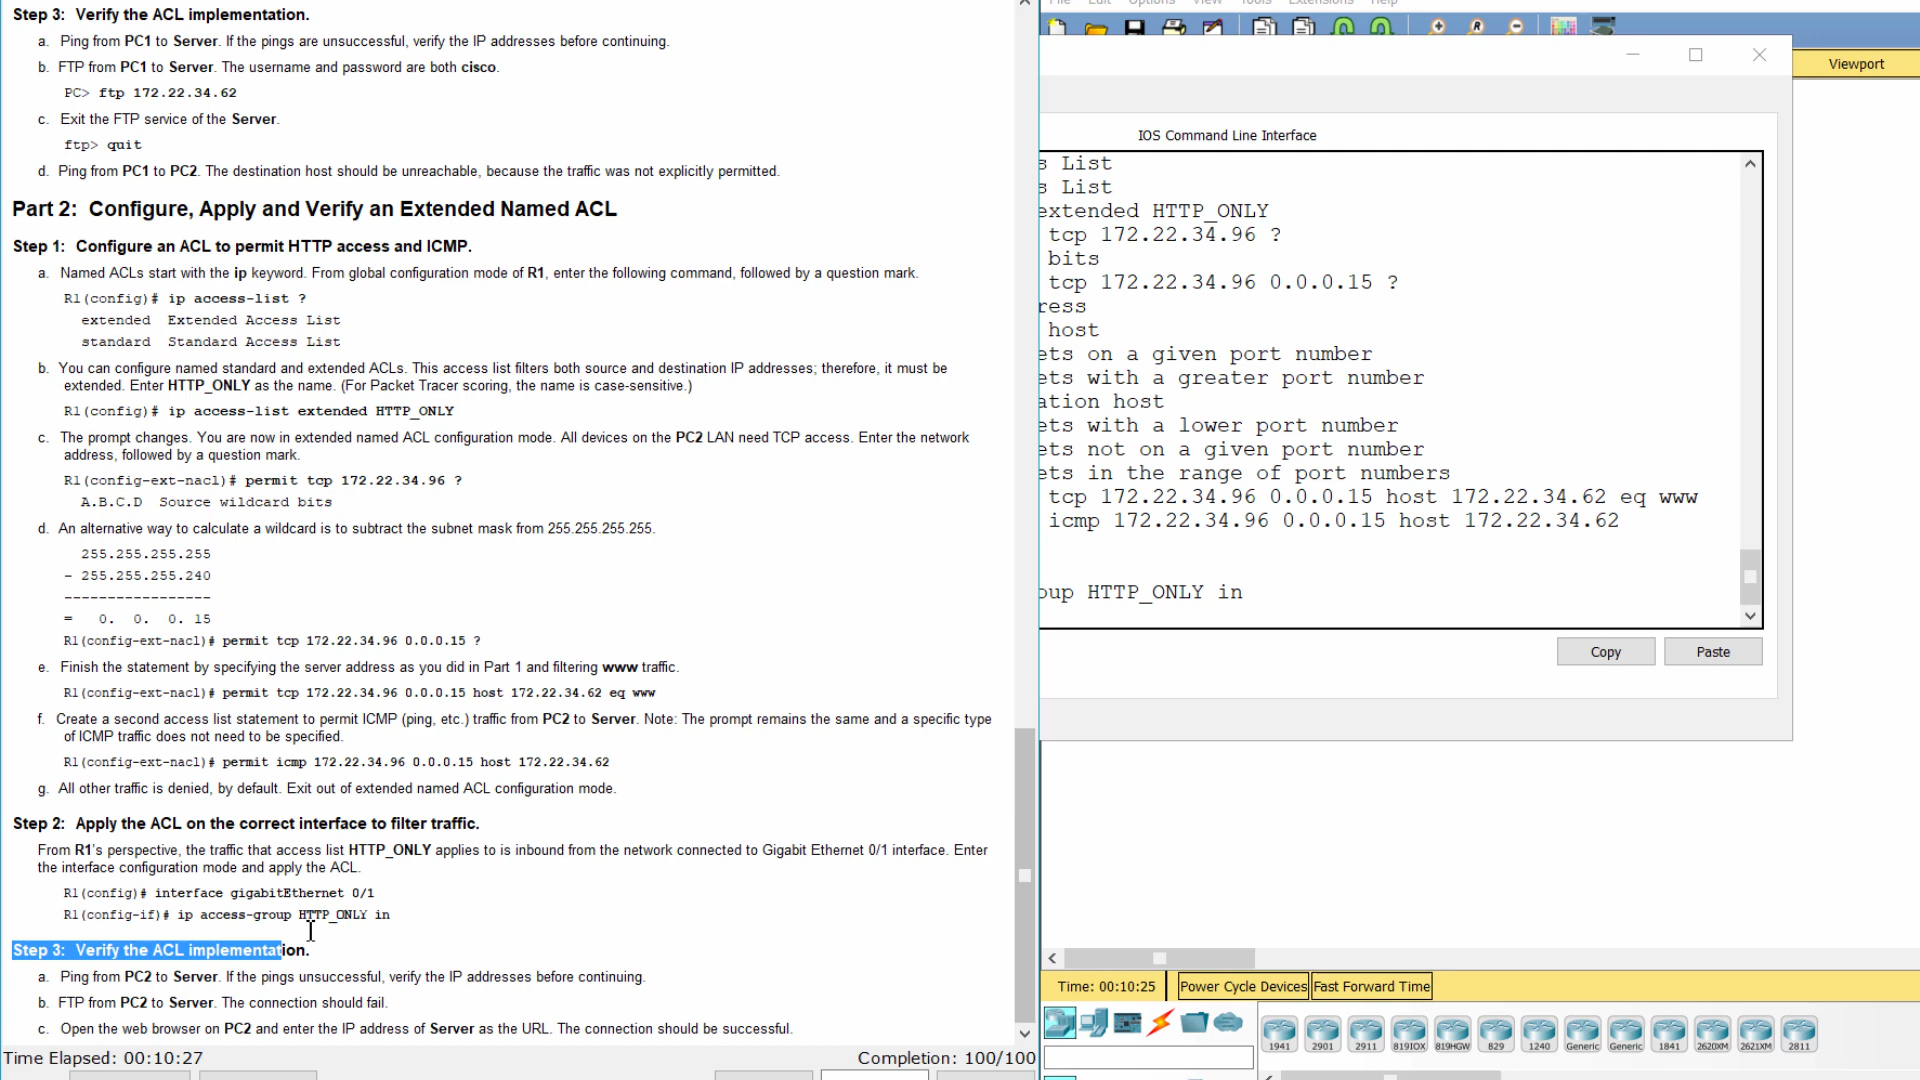 Step 3: Verify the ACL implementation.
a. Ping from PC1 to Server. If the pings are unsuccessful, verify the IP addresses before continuing.
b. FTP from PC1 to Server. The username and password are both cisco.
PC> ftp 172.22.34.62
c. Exit the FTP service of the Server.
ftp> quit
d. Ping from PC1 to PC2. The destination host should be unreachable, because the traffic was not explicitly permitted.
Part 2: Configure, Apply and Verify an Extended Named ACL
Step 1: Configure an ACL to permit HTTP access and ICMP.
a. Named ACLs start with the ip keyword. From global configuration mode of R1, enter the following command, followed by a question mark.
R1(config)# ip access-list ?
extended Extended Access List
standard Standard Access List
b. You can configure named standard and extended ACLs. This access list filters both source and destination IP addresses; therefore, it must be
extended. Enter HTTP_ONLY as the name. (For Packet Tracer scoring, the name is case-sensitive.)
R1(config)# ip access-list extended HTTP_ONLY
c. The prompt changes. You are now in extended named ACL configuration mode. All devices on the PC2 LAN need TCP access. Enter the network
address, followed by a question mark.
R1(config-ext-nacl)# permit tcp 172.22.34.96 ?
A.B.C.D Source wildcard bits
d. An alternative way to calculate a wildcard is to subtract the subnet mask from 255.255.255.255.
255.255.255.255
- 255.255.255.240
-----------------
= 0. 0. 0. 15
R1(config-ext-nacl)# permit tcp 172.22.34.96 0.0.0.15 ?
e. Finish the statement by specifying the server address as you did in Part 1 and filtering www traffic.
R1(config-ext-nacl)# permit tcp 172.22.34.96 0.0.0.15 host 172.22.34.62 eq www
f. Create a second access list statement to permit ICMP (ping, etc.) traffic from PC2 to Server. Note: The prompt remains the same and a specific type
of ICMP traffic does not need to be specified.
R1(config-ext-nacl)# permit icmp 172.22.34.96 0.0.0.15 host 172.22.34.62
g. All other traffic is denied, by default. Exit out of extended named ACL configuration mode.
Step 2: Apply the ACL on the correct interface to filter traffic.
From R1's perspective, the traffic that access list HTTP_ONLY applies to is inbound from the network connected to Gigabit Ethernet 0/1 interface. Enter
the interface configuration mode and apply the ACL.
R1(config)# interface gigabitEthernet 0/1
R1(config-if)# ip access-group HTTP_ONLY in
Step 3: Verify the ACL implementation.
a. Ping from PC2 to Server. If the pings unsuccessful, verify the IP addresses before continuing.
b. FTP from PC2 to Server. The connection should fail.
c. Open the web browser on PC2 and enter the IP address of Server as the URL. The connection should be successful.
Time Elapsed: 00:10:27
Completion: 100/100
File Edit Options View Tools Extensions Help
Viewport
IOS Command Line Interface
s List
s List
extended HTTP_ONLY
tcp 172.22.34.96 ?
bits
tcp 172.22.34.96 0.0.0.15 ?
ress
host
ets on a given port number
ets with a greater port number
ation host
ets with a lower port number
ets not on a given port number
ets in the range of port numbers
tcp 172.22.34.96 0.0.0.15 host 172.22.34.62 eq www
icmp 172.22.34.96 0.0.0.15 host 172.22.34.62
oup HTTP_ONLY in
Copy Paste
Time: 00:10:25 Power Cycle Devices Fast Forward Time
1941 2901 2911 819IOX 819HGW 829 1240 Generic Generic 1841 2620XM 2621XM 2811